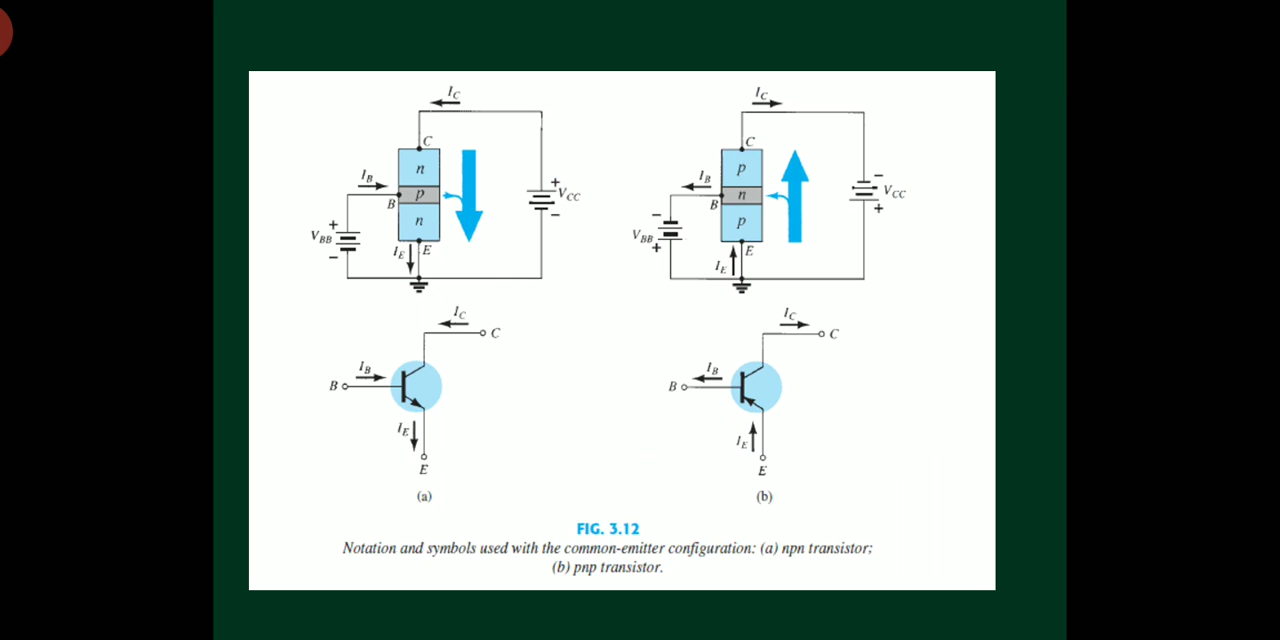 I_C
C
n
I_B
p
B
n
+
V_BB
−
I_E
E
+
V_CC
−
I_C
C
p
I_B
n
B
p
−
V_BB
+
I_E
E
−
V_CC
+
I_C
C
I_B
B
I_E
E
(a)
I_C
C
I_B
B
I_E
E
(b)
FIG. 3.12
Notation and symbols used with the common-emitter configuration: (a) npn transistor;
(b) pnp transistor.